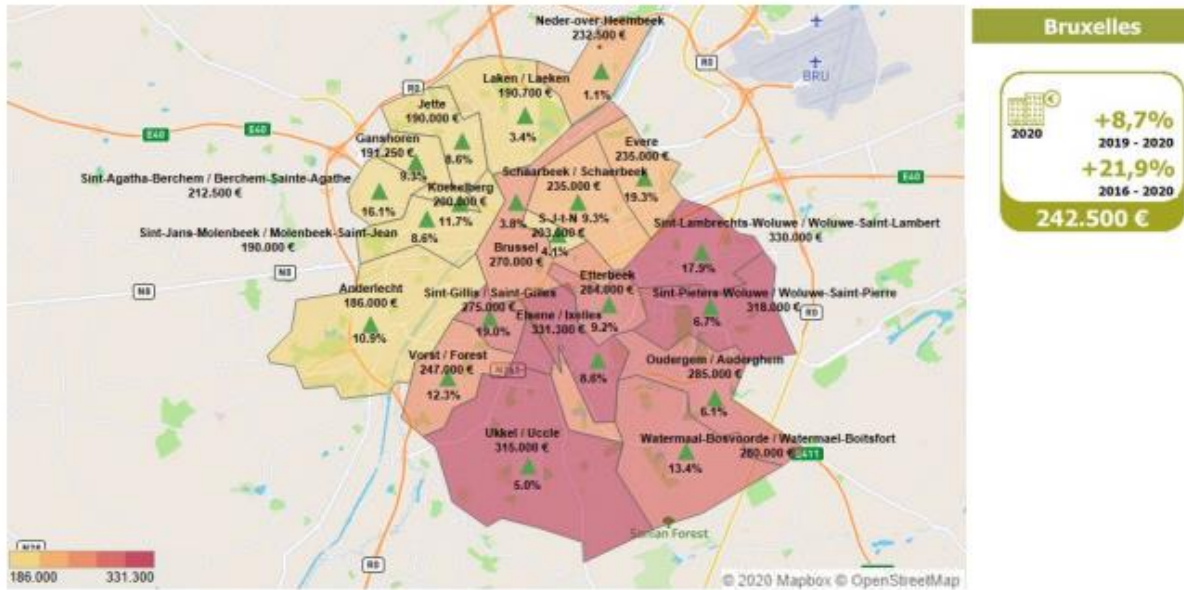 Neder-over-Heembeek
232.500 €
1.1%
Laken / Laeken
190.700 €
3.4%
Jette
190.000 €
8.6%
Ganshoren
191.250 €
9.3%
Sint-Agatha-Berchem / Berchem-Sainte-Agathe
212.500 €
16.1%
Koekelberg
200.000 €
11.7%
Sint-Jans-Molenbeek / Molenbeek-Saint-Jean
190.000 €
8.6%
Evere
235.000 €
19.3%
Schaarbeek / Schaerbeek
235.000 €
9.3%
S-J-t-N
203.000 €
4.1%
3.8%
Brussel
270.000 €
Sint-Lambrechts-Woluwe / Woluwe-Saint-Lambert
330.000 €
17.9%
Anderlecht
186.000 €
10.9%
Sint-Gillis / Saint-Gilles
275.000 €
19.0%
Etterbeek
284.000 €
9.2%
Elsene / Ixelles
331.300 €
8.6%
Sint-Pieters-Woluwe / Woluwe-Saint-Pierre
318.000 €
6.7%
Vorst / Forest
247.000 €
12.3%
Oudergem / Auderghem
285.000 €
6.1%
Ukkel / Uccle
315.000 €
5.0%
Watermaal-Bosvoorde / Watermael-Boitsfort
280.000 €
13.4%
R0
R0
BRU
E40
E40
E40
N8
N8
R0
R0
Sonian Forest
186.000 331.300
© 2020 Mapbox © OpenStreetMap
Bruxelles
€
2020
+8,7%
2019 - 2020
+21,9%
2016 - 2020
242.500 €